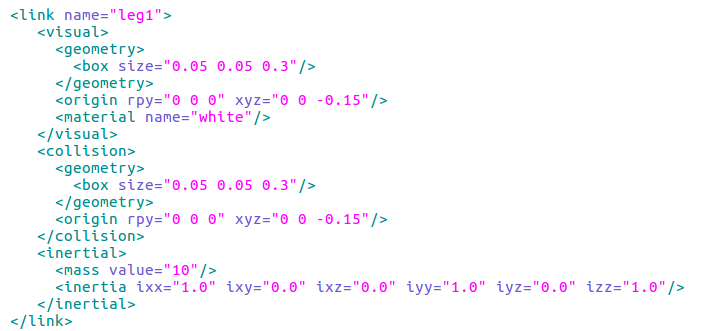 <link name="leg1">
<visual>
<geometry>
<box size="0.05 0.05 0.3"/>
</geometry>
<origin rpy="0 0 0" xyz="0 0 -0.15"/>
<material name="white"/>
</visual>
<collision>
<geometry>
<box size="0.05 0.05 0.3"/>
</geometry>
<origin rpy="0 0 0" xyz="0 0 -0.15"/>
</collision>
<inertial>
<mass value="10"/>
<inertia ixx="1.0" ixy="0.0" ixz="0.0" iyy="1.0" iyz="0.0" izz="1.0"/>
</inertial>
</link>